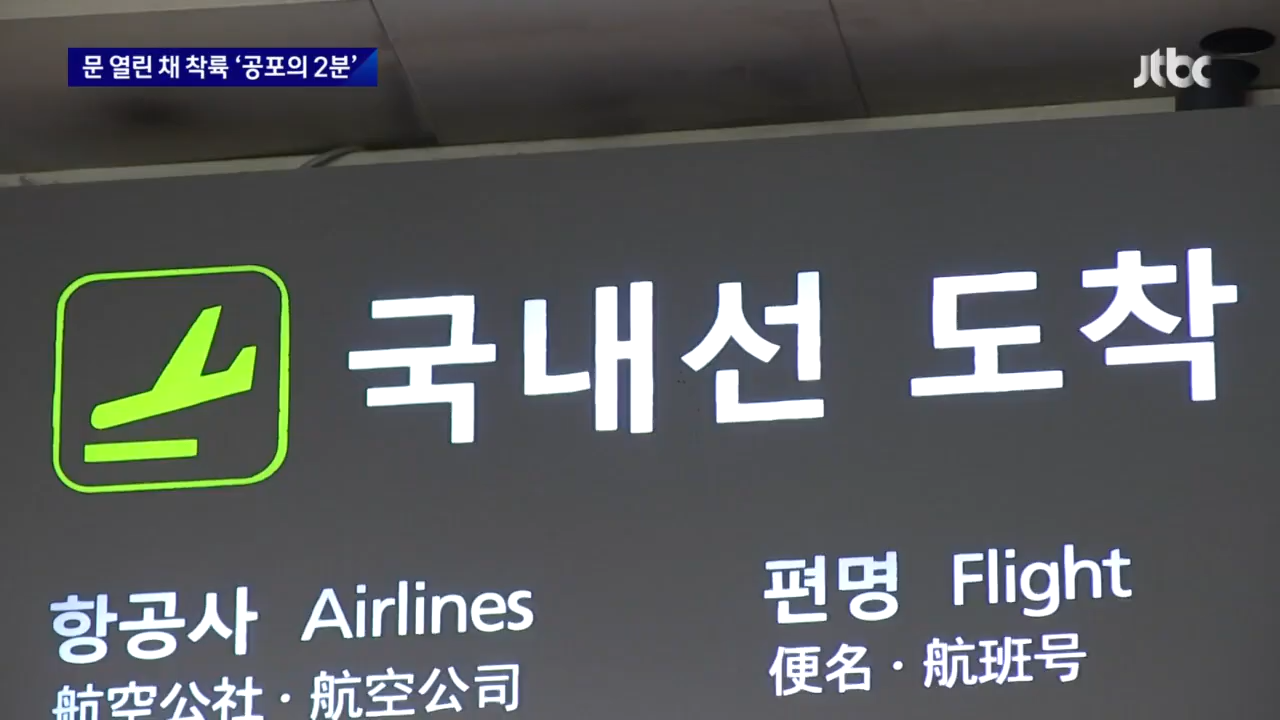 문 열린 채 착륙 ‘공포의 2분’
jtbc
국내선 도착
항공사 Airlines
航空公社·航空公司
편명 Flight
便名·航班号